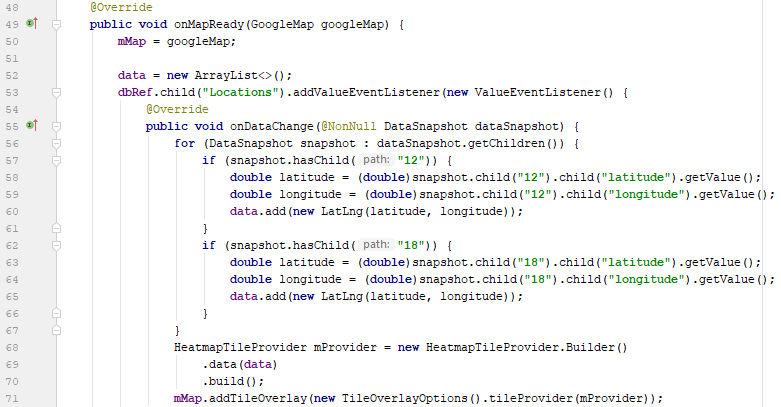 48 @Override
49 public void onMapReady(GoogleMap googleMap) {
50 mMap = googleMap;
51
52 data = new ArrayList<>();
53 dbRef.child("Locations").addValueEventListener(new ValueEventListener() {
54 @Override
55 public void onDataChange(@NonNull DataSnapshot dataSnapshot) {
56 for (DataSnapshot snapshot : dataSnapshot.getChildren()) {
57 if (snapshot.hasChild( path: "12")) {
58 double latitude = (double)snapshot.child("12").child("latitude").getValue();
59 double longitude = (double)snapshot.child("12").child("longitude").getValue();
60 data.add(new LatLng(latitude, longitude));
61 }
62 if (snapshot.hasChild( path: "18")) {
63 double latitude = (double)snapshot.child("18").child("latitude").getValue();
64 double longitude = (double)snapshot.child("18").child("longitude").getValue();
65 data.add(new LatLng(latitude, longitude));
66 }
67 }
68 HeatmapTileProvider mProvider = new HeatmapTileProvider.Builder()
69 .data(data)
70 .build();
71 mMap.addTileOverlay(new TileOverlayOptions().tileProvider(mProvider));